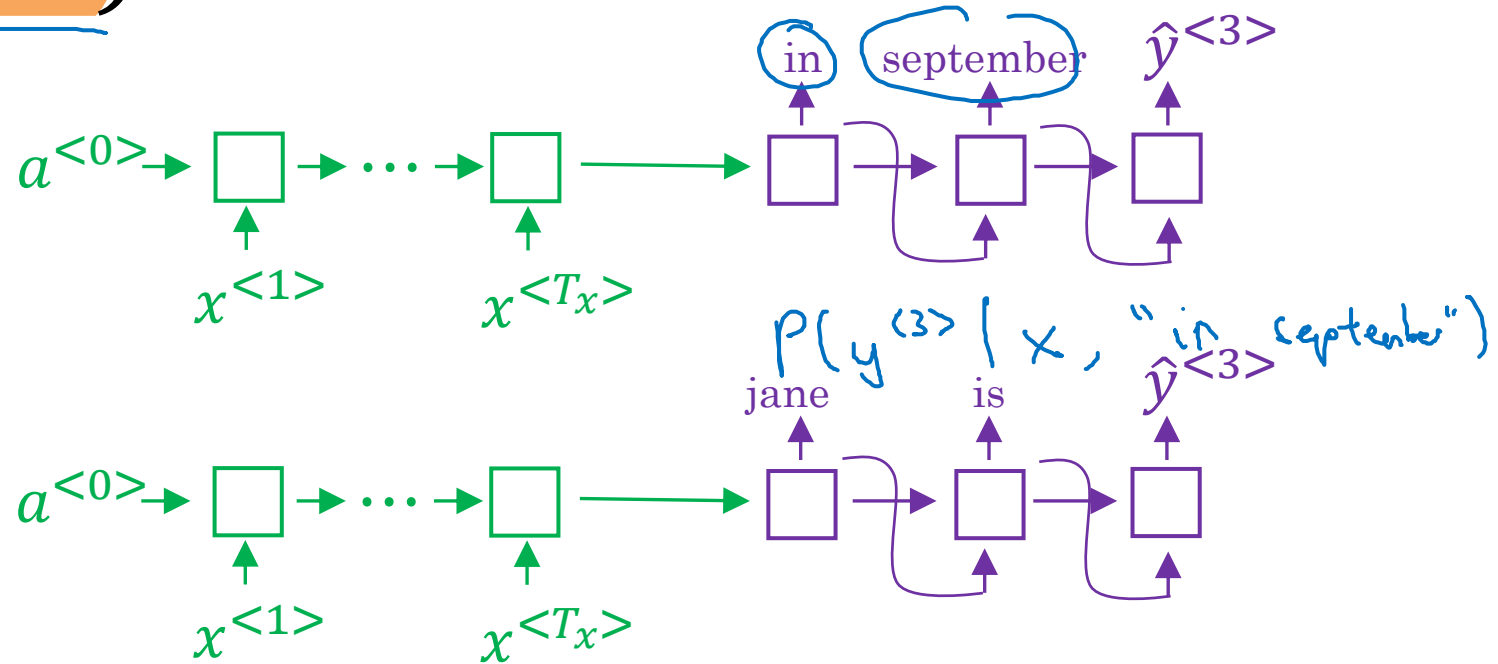 in september ŷ<3>
a<0> ...
x<1> x<Tx>
P(y<3> | x, "in september")
jane is ŷ<3>
a<0> ...
x<1> x<Tx>